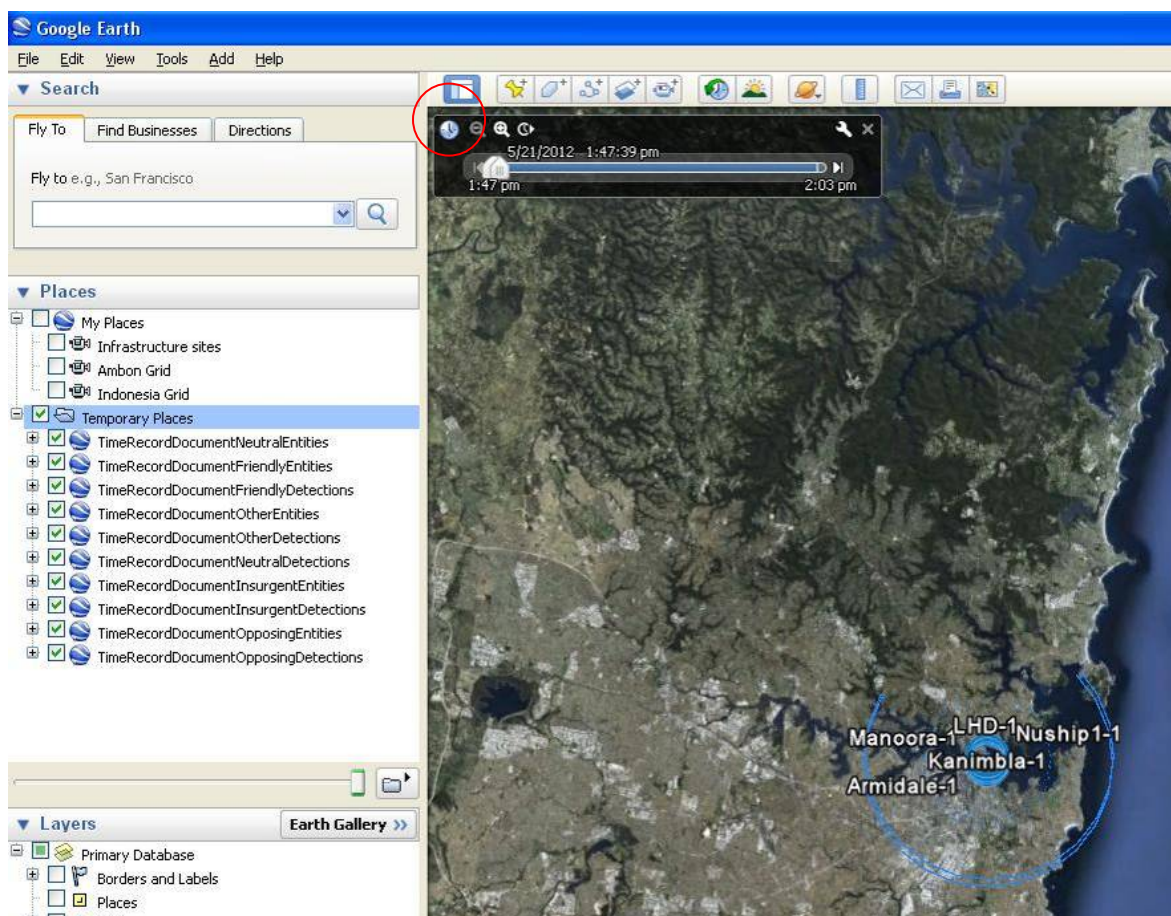 Google Earth
File Edit View Tools Add Help
Search
Fly To Find Businesses Directions
Fly to e.g., San Francisco
Places
My Places
Infrastructure sites
Ambon Grid
Indonesia Grid
Temporary Places
TimeRecordDocumentNeutralEntities
TimeRecordDocumentFriendlyEntities
TimeRecordDocumentFriendlyDetections
TimeRecordDocumentOtherEntities
TimeRecordDocumentOtherDetections
TimeRecordDocumentNeutralDetections
TimeRecordDocumentInsurgentEntities
TimeRecordDocumentInsurgentDetections
TimeRecordDocumentOpposingEntities
TimeRecordDocumentOpposingDetections
Layers Earth Gallery >>
Primary Database
Borders and Labels
Places
5/21/2012 1:47:39 pm
1:47 pm 2:03 pm
Manoora-1 LHD-1 Nuship1-1
Kanimbla-1
Armidale-1